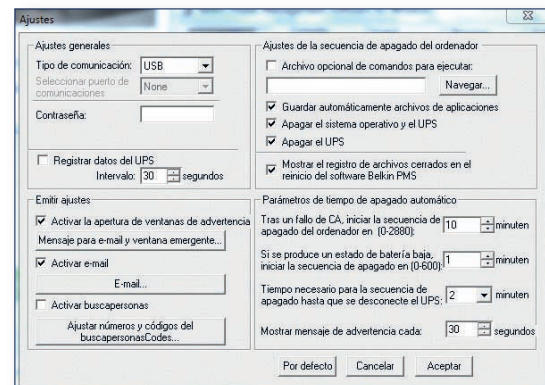 Ajustes
Ajustes generales
Tipo de comunicación:
USB
Seleccionar puerto de
comunicaciones
None
Contraseña:
Registrar datos del UPS
Intervalo: 30 segundos
Emitir ajustes
Activar la apertura de ventanas de advertencia
Mensaje para e-mail y ventana emergente...
Activar e-mail
E-mail...
Activar buscapersonas
Ajustar números y códigos del
buscapersonasCodes...
Ajustes de la secuencia de apagado del ordenador
Archivo opcional de comandos para ejecutar:
Navegar...
Guardar automáticamente archivos de aplicaciones
Apagar el sistema operativo y el UPS
Apagar el UPS
Mostrar el registro de archivos cerrados en el
reinicio del software Belkin PMS
Parámetros de tiempo de apagado automático
Tras un fallo de CA, iniciar la secuencia de
apagado del ordenador en (0-2880):
10 minuten
Si se produce un estado de batería baja,
iniciar la secuencia de apagado en (0-600):
1 minuten
Tiempo necesario para la secuencia de
apagado hasta que se desconecte el UPS:
2 minuten
Mostrar mensaje de advertencia cada: 30 segundos
Por defecto
Cancelar
Aceptar